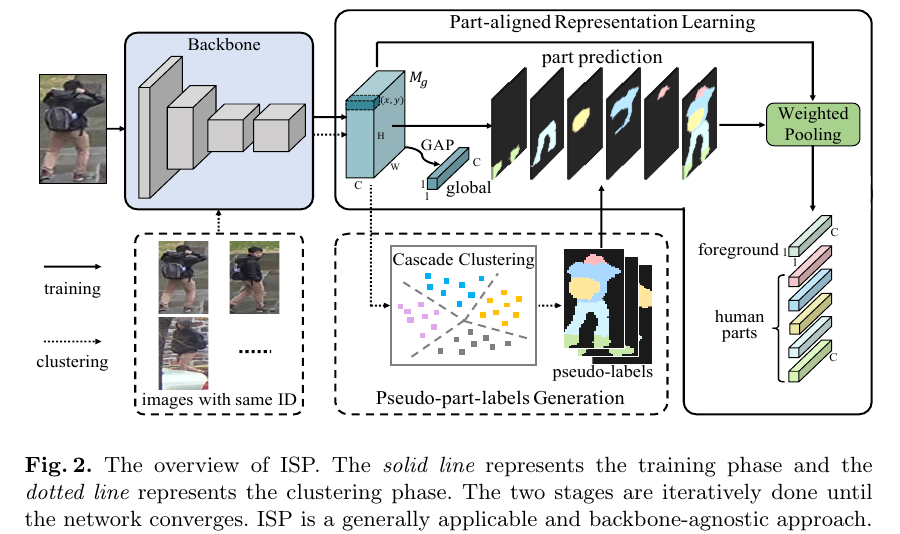 Part-aligned Representation Learning
Backbone
M_g
part prediction
(x, y)
H
W
C
GAP
C
1
1
global
Weighted
Pooling
foreground
1
1
C
human
parts
C
training
clustering
images with same ID
Cascade Clustering
pseudo-labels
Pseudo-part-labels Generation
Fig. 2. The overview of ISP. The solid line represents the training phase and the
dotted line represents the clustering phase. The two stages are iteratively done until
the network converges. ISP is a generally applicable and backbone-agnostic approach.